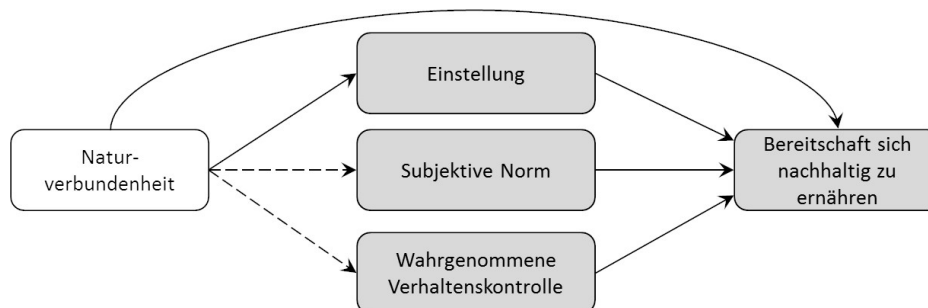 Einstellung
Natur-
verbundenheit
Subjektive Norm
Bereitschaft sich
nachhaltig zu
ernähren
Wahrgenommene
Verhaltenskontrolle